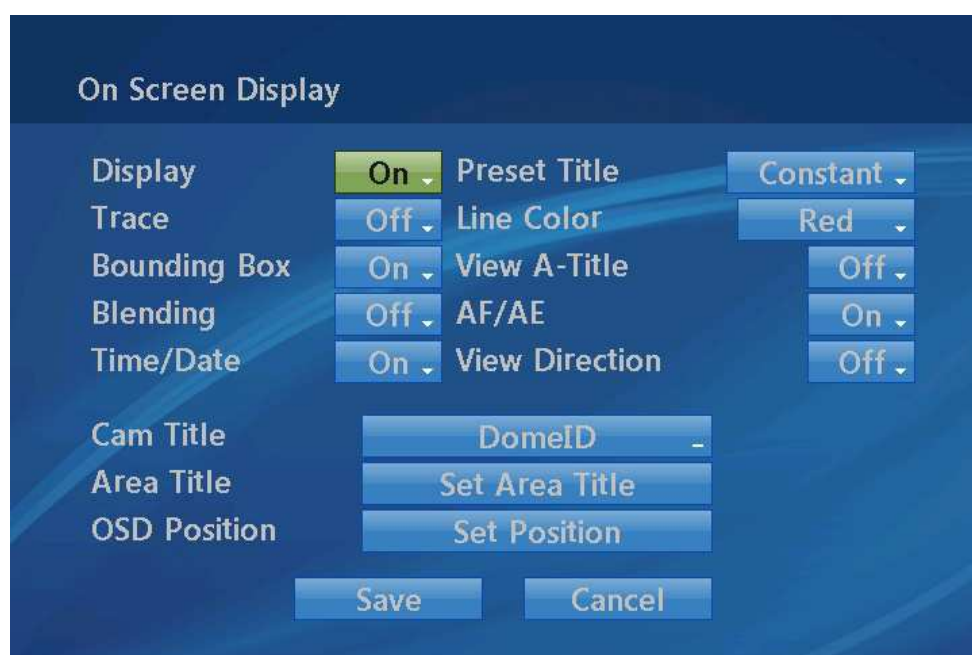 On Screen Display
Display On Preset Title Constant
Trace Off Line Color Red
Bounding Box On View A-Title Off
Blending Off AF/AE On
Time/Date On View Direction Off
Cam Title DomeID
Area Title Set Area Title
OSD Position Set Position
Save Cancel